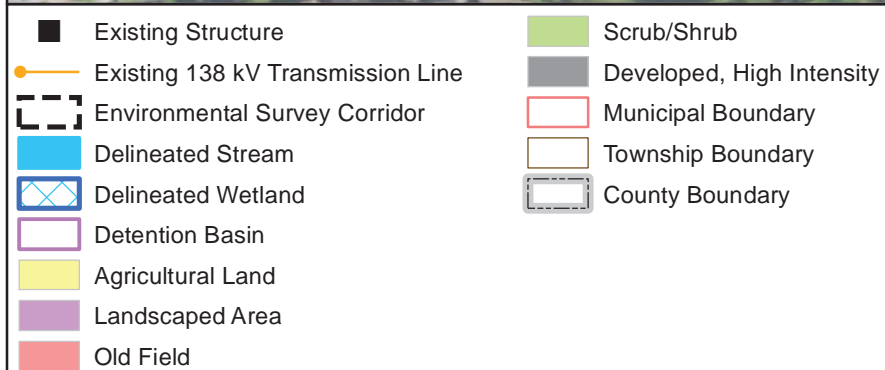 Existing Structure
Existing 138 kV Transmission Line
Environmental Survey Corridor
Delineated Stream
Delineated Wetland
Detention Basin
Agricultural Land
Landscaped Area
Old Field
Scrub/Shrub
Developed, High Intensity
Municipal Boundary
Township Boundary
County Boundary